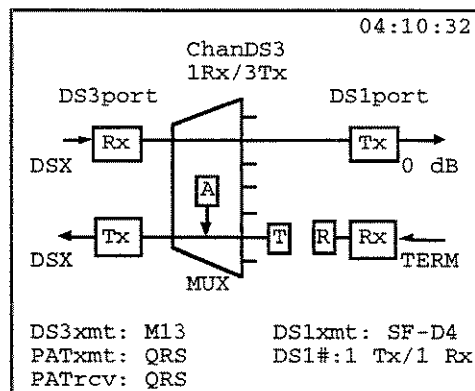 04:10:32
ChanDS3
1Rx/3Tx
DS3port DS1port
Rx Tx
DSX 0 dB
A
Tx T R Rx
DSX TERM
MUX
DS3xmt: M13 DS1xmt: SF-D4
PATxmt: QRS DS1#:1 Tx/1 Rx
PATrcv: QRS